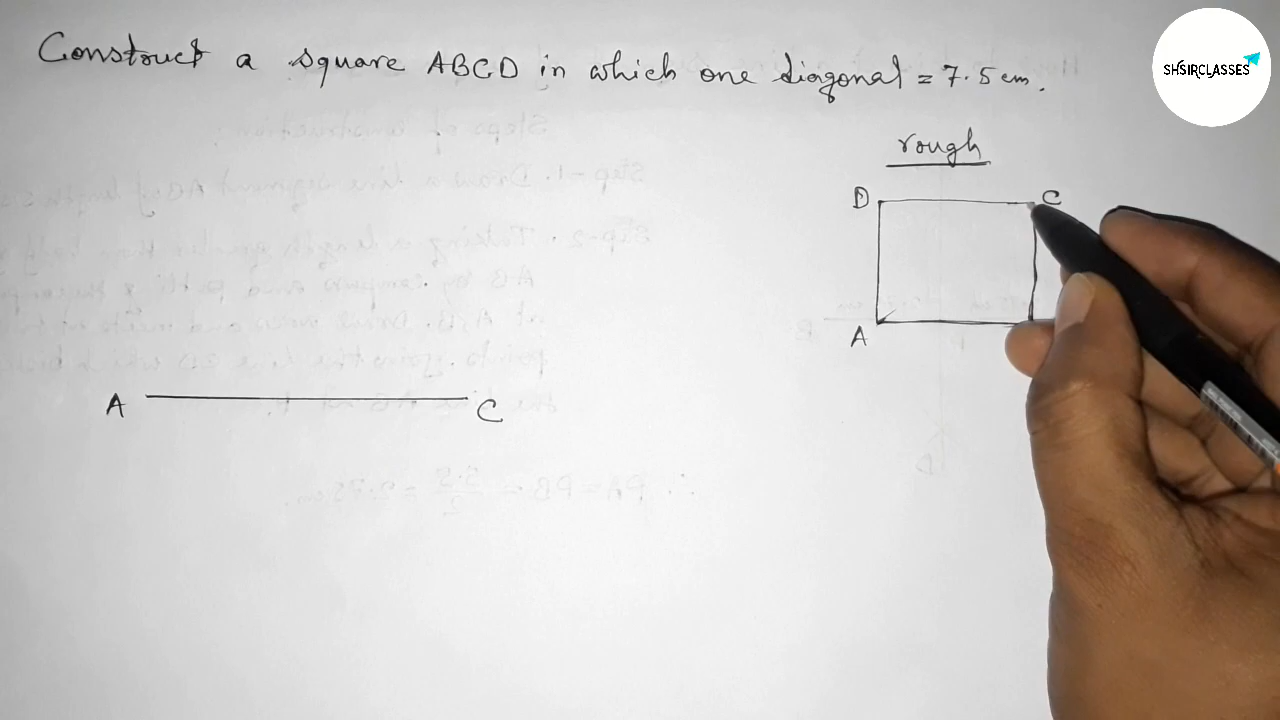 Construct a square ABCD in which one diagonal = 7.5 cm.
SHSIRCLASSES
rough
D C
A
A C